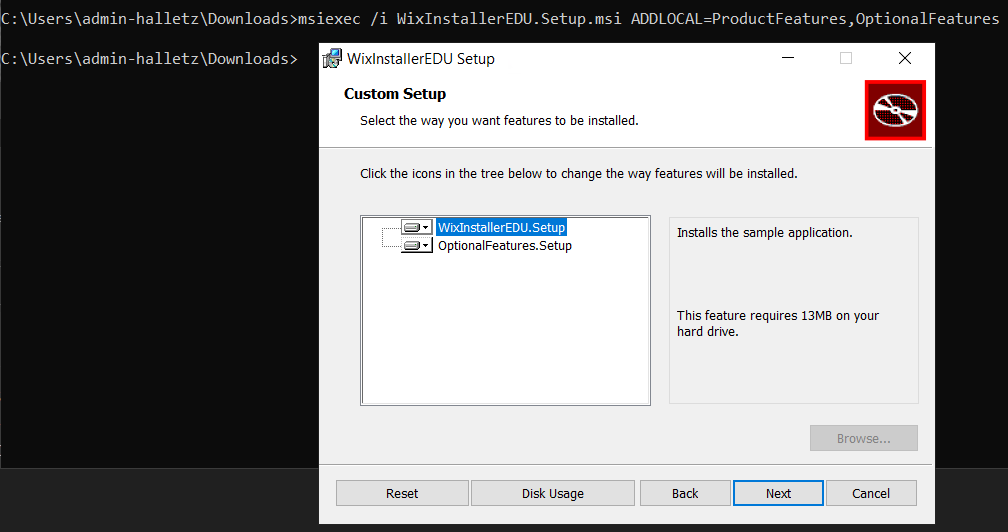 C:\Users\admin-halletz\Downloads>msiexec /i WixInstallerEDU.Setup.msi ADDLOCAL=ProductFeatures,OptionalFeatures
C:\Users\admin-halletz\Downloads>
WixInstallerEDU Setup
Custom Setup
Select the way you want features to be installed.
Click the icons in the tree below to change the way features will be installed.
WixInstallerEDU.Setup
OptionalFeatures.Setup
Installs the sample application.
This feature requires 13MB on your
hard drive.
Browse...
Reset
Disk Usage
Back
Next
Cancel